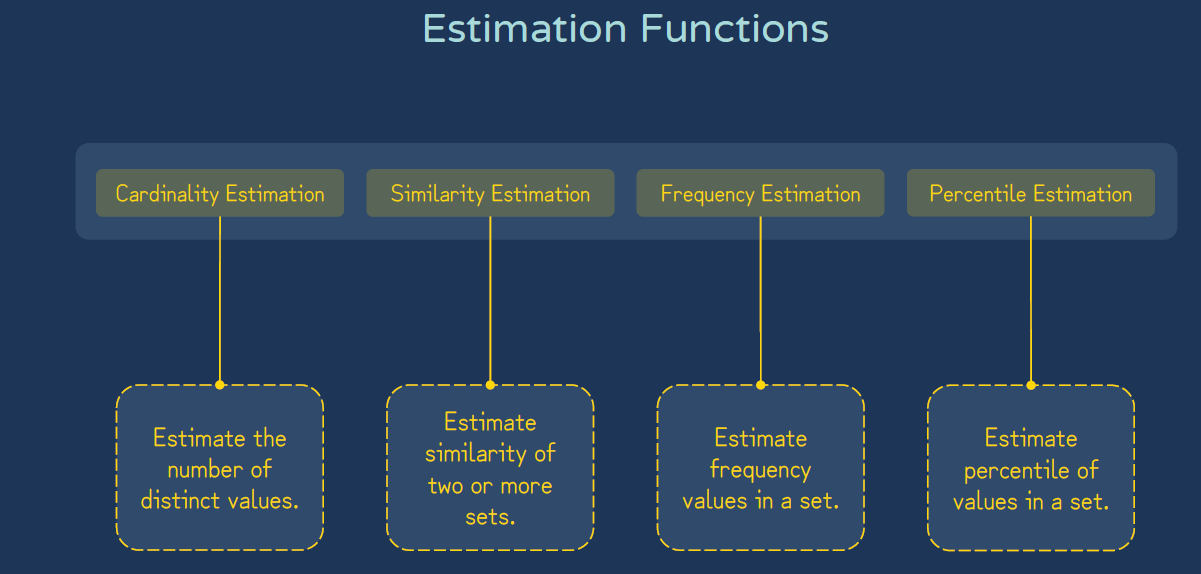 Estimation Functions
Cardinality Estimation
Similarity Estimation
Frequency Estimation
Percentile Estimation
Estimate the
number of
distinct values.
Estimate
similarity of
two or more
sets.
Estimate
frequency
values in a set.
Estimate
percentile of
values in a set.